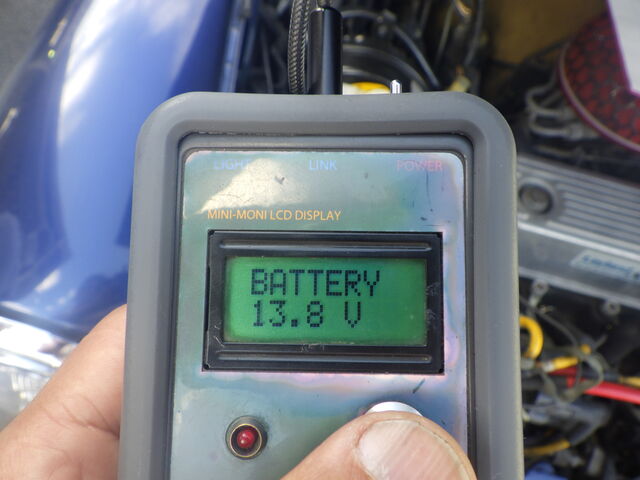 LIGHT LINK POWER
MINI-MONI LCD DISPLAY
BATTERY
13.8 V